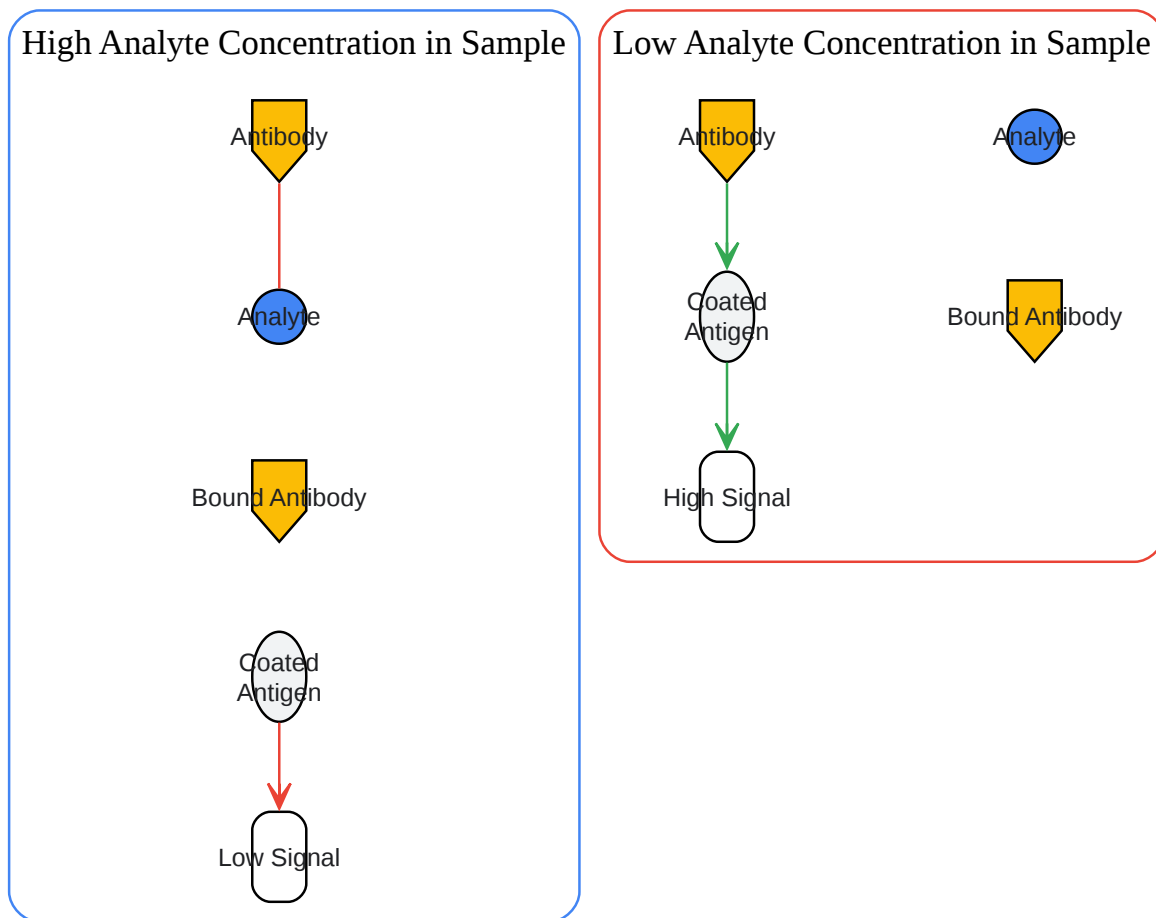 High Analyte Concentration in Sample
Antibody
Analyte
Bound Antibody
Coated
Antigen
Low Signal
Low Analyte Concentration in Sample
Antibody
Analyte
Coated
Antigen
Bound Antibody
High Signal